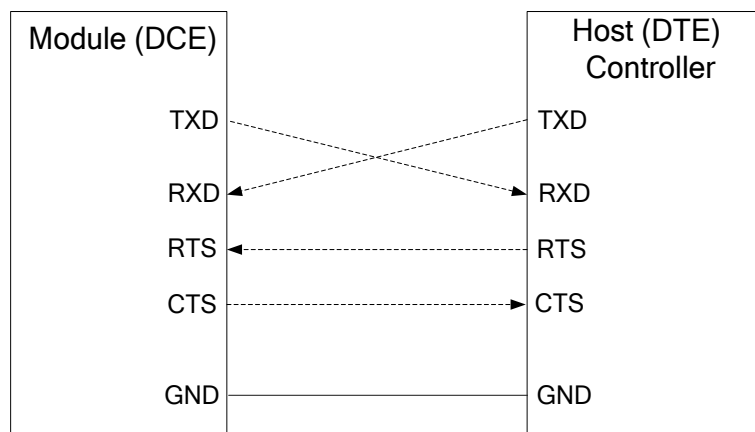 Module (DCE)
TXD
RXD
RTS
CTS
GND
Host (DTE)
Controller
TXD
RXD
RTS
CTS
GND